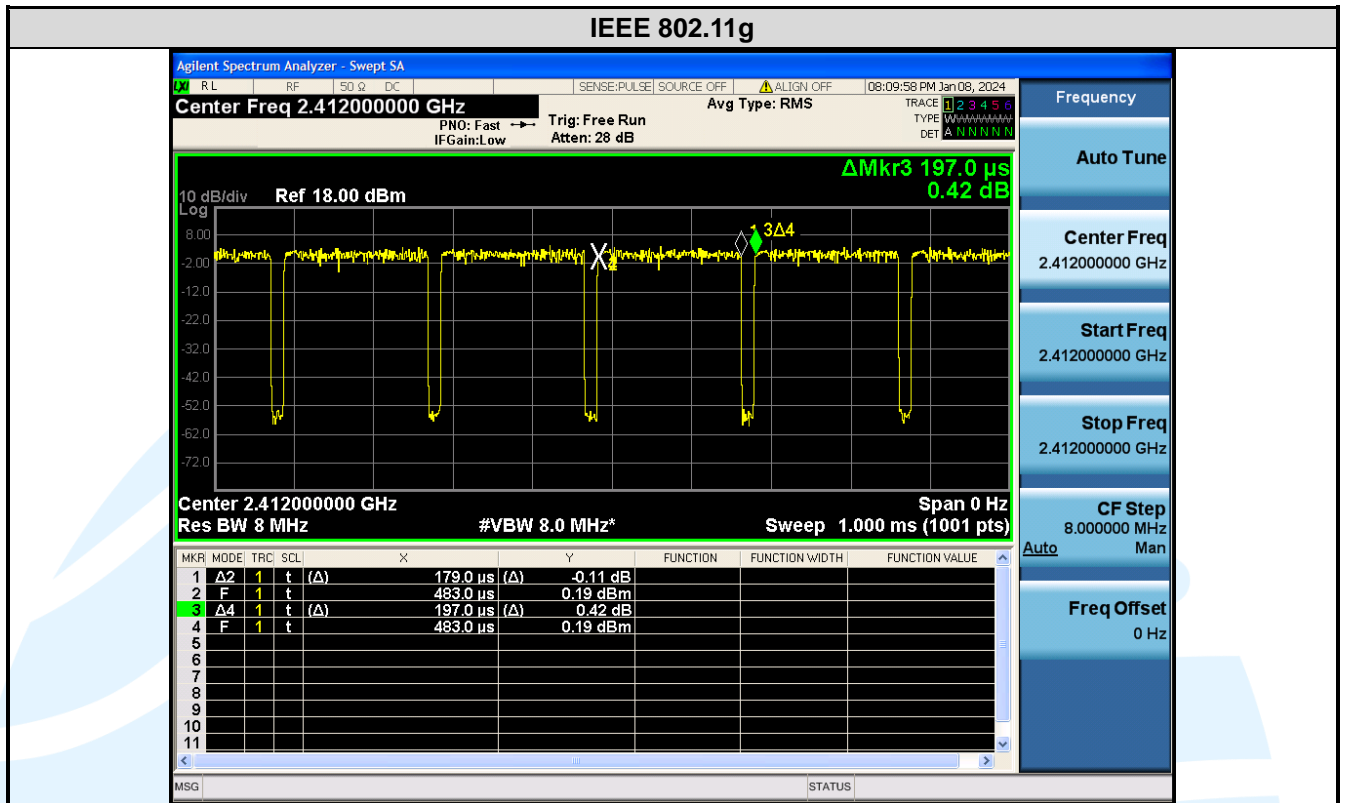 IEEE 802.11g
Agilent Spectrum Analyzer - Swept SA
LXI RL RF 50 Ω DC SENSE:PULSE SOURCE OFF ALIGN OFF 08:09:58 PM Jan 08, 2024
Center Freq 2.412000000 GHz
PNO: Fast
IFGain:Low
Trig: Free Run
Atten: 28 dB
Avg Type: RMS
TRACE 1 2 3 4 5 6
TYPE
DET A N N N N N
ΔMkr3 197.0 µs
0.42 dB
10 dB/div
Log
Ref 18.00 dBm
8.00
-2.00
-12.0
-22.0
-32.0
-42.0
-52.0
-62.0
-72.0
3Δ4
Center 2.412000000 GHz
Span 0 Hz
Res BW 8 MHz
#VBW 8.0 MHz*
Sweep 1.000 ms (1001 pts)
MKR MODE TRC SCL X Y FUNCTION FUNCTION WIDTH FUNCTION VALUE
1 Δ2 1 t (Δ) 179.0 µs (Δ) -0.11 dB
2 F 1 t 483.0 µs 0.19 dBm
3 Δ4 1 t (Δ) 197.0 µs (Δ) 0.42 dB
4 F 1 t 483.0 µs 0.19 dBm
5
6
7
8
9
10
11
MSG
STATUS
Frequency
Auto Tune
Center Freq
2.412000000 GHz
Start Freq
2.412000000 GHz
Stop Freq
2.412000000 GHz
CF Step
8.000000 MHz
Auto Man
Freq Offset
0 Hz